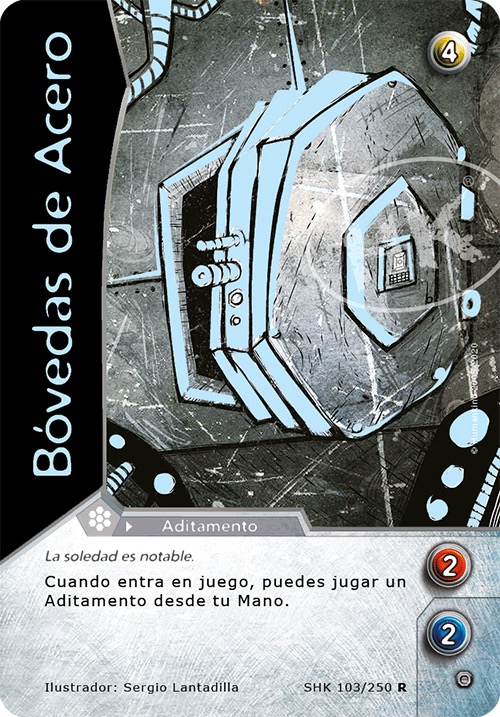 4
Bóvedas de Acero
Aditamento
La soledad es notable.
Cuando entra en juego, puedes jugar un
Aditamento desde tu Mano.
2
2
Ilustrador: Sergio Lantadilla
SHK 103/250 R